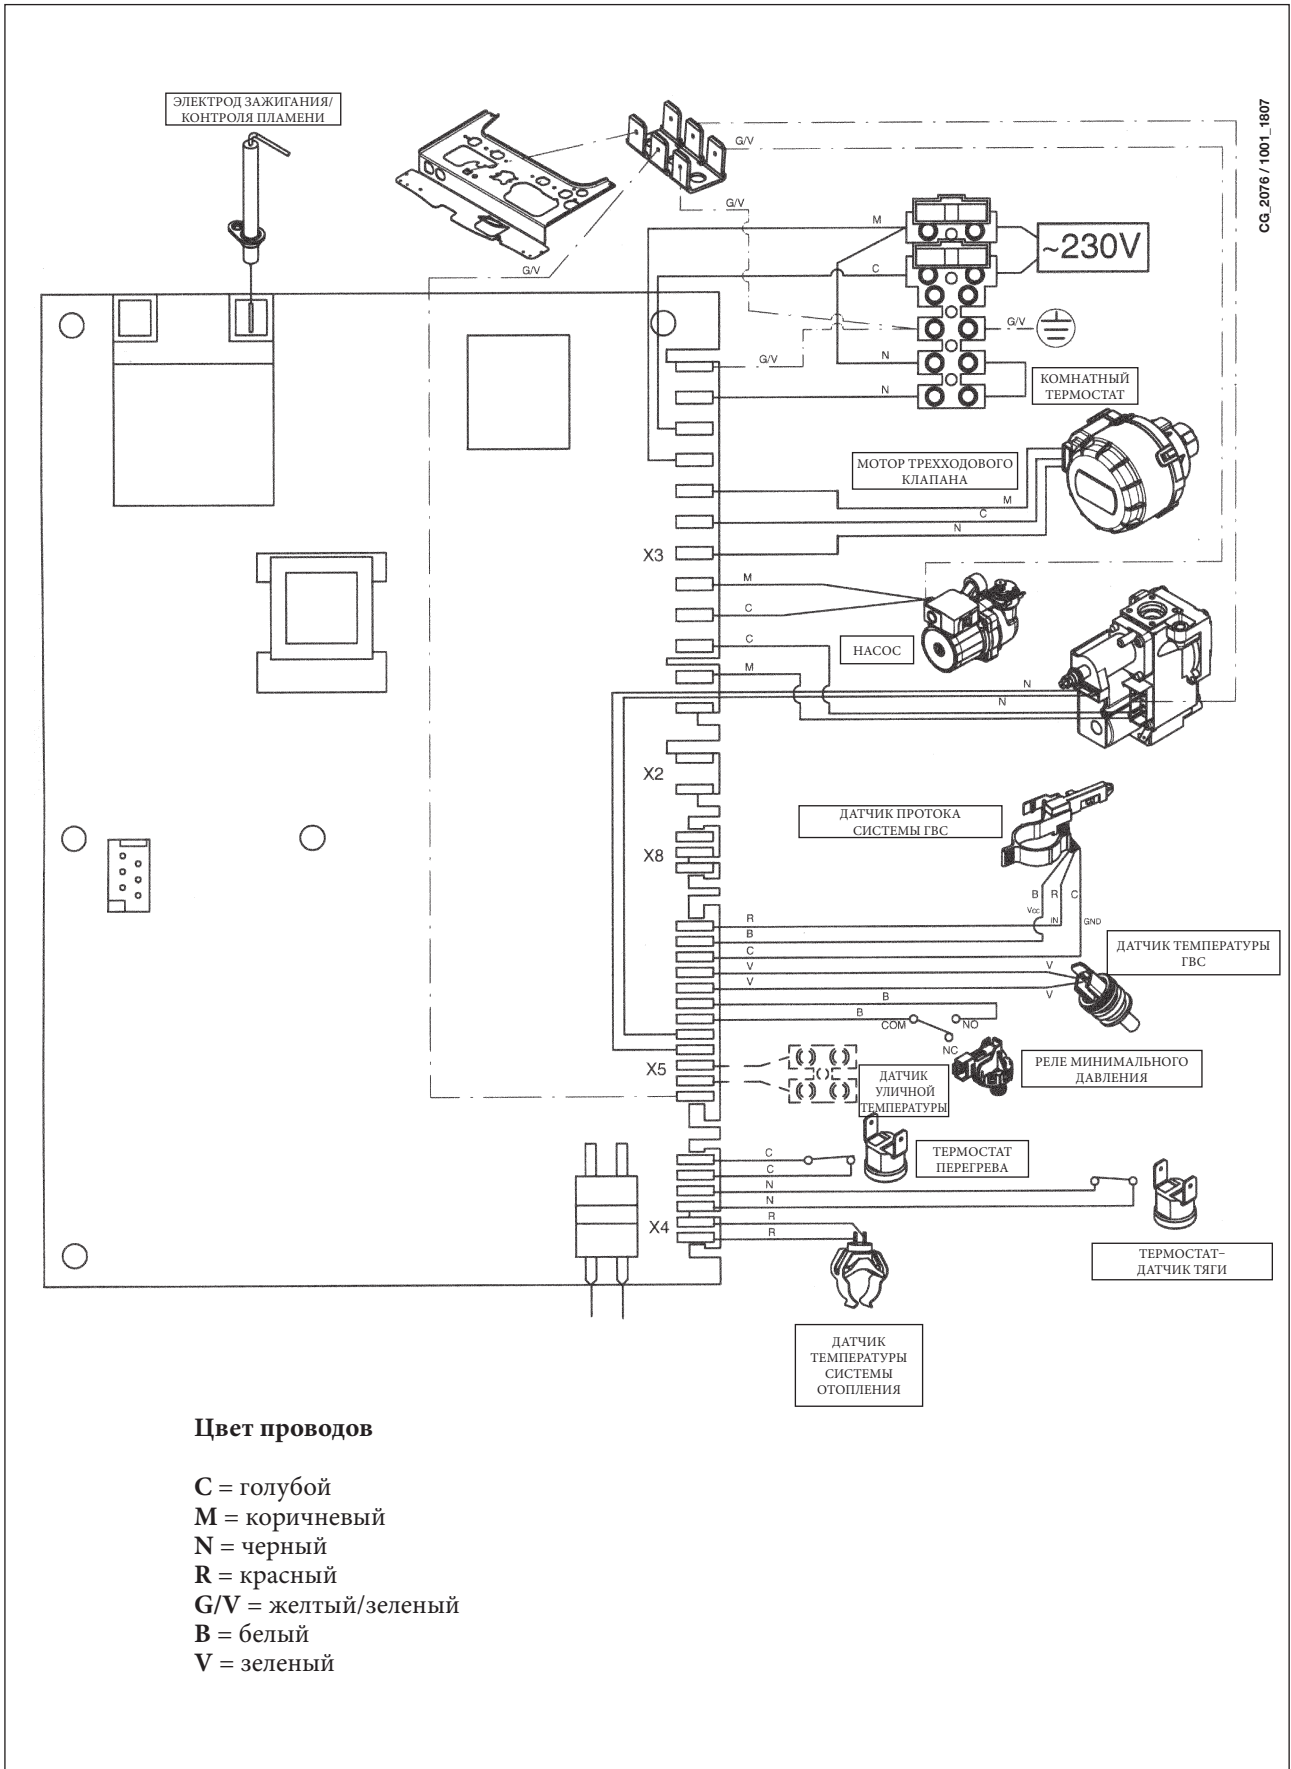 ЭЛЕКТРОД ЗАЖИГАНИЯ/
КОНТРОЛЯ ПЛАМЕНИ
CG_2076 / 1001_1807
G/V
G/V
G/V
M
~230V
C
G/V
G/V
N
КОМНАТНЫЙ
ТЕРМОСТАТ
N
МОТОР ТРЕХХОДОВОГО
КЛАПАНА
M
C
N
X3
M
C
НАСОС
C
M
N
N
X2
ДАТЧИК ПРОТОКА
СИСТЕМЫ ГВС
X8
B R C
Vcc
IN
GND
R
B
C
V
V
V
V
ДАТЧИК ТЕМПЕРАТУРЫ
ГВС
B
B
COM
NO
NC
РЕЛЕ МИНИМАЛЬНОГО
ДАВЛЕНИЯ
X5
ДАТЧИК
УЛИЧНОЙ
ТЕМПЕРАТУРЫ
C
C
N
N
R
R
ТЕРМОСТАТ
ПЕРЕГРЕВА
X4
ТЕРМОСТАТ–
ДАТЧИК ТЯГИ
ДАТЧИК
ТЕМПЕРАТУРЫ
СИСТЕМЫ
ОТОПЛЕНИЯ
Цвет проводов
C = голубой
M = коричневый
N = черный
R = красный
G/V = желтый/зеленый
B = белый
V = зеленый